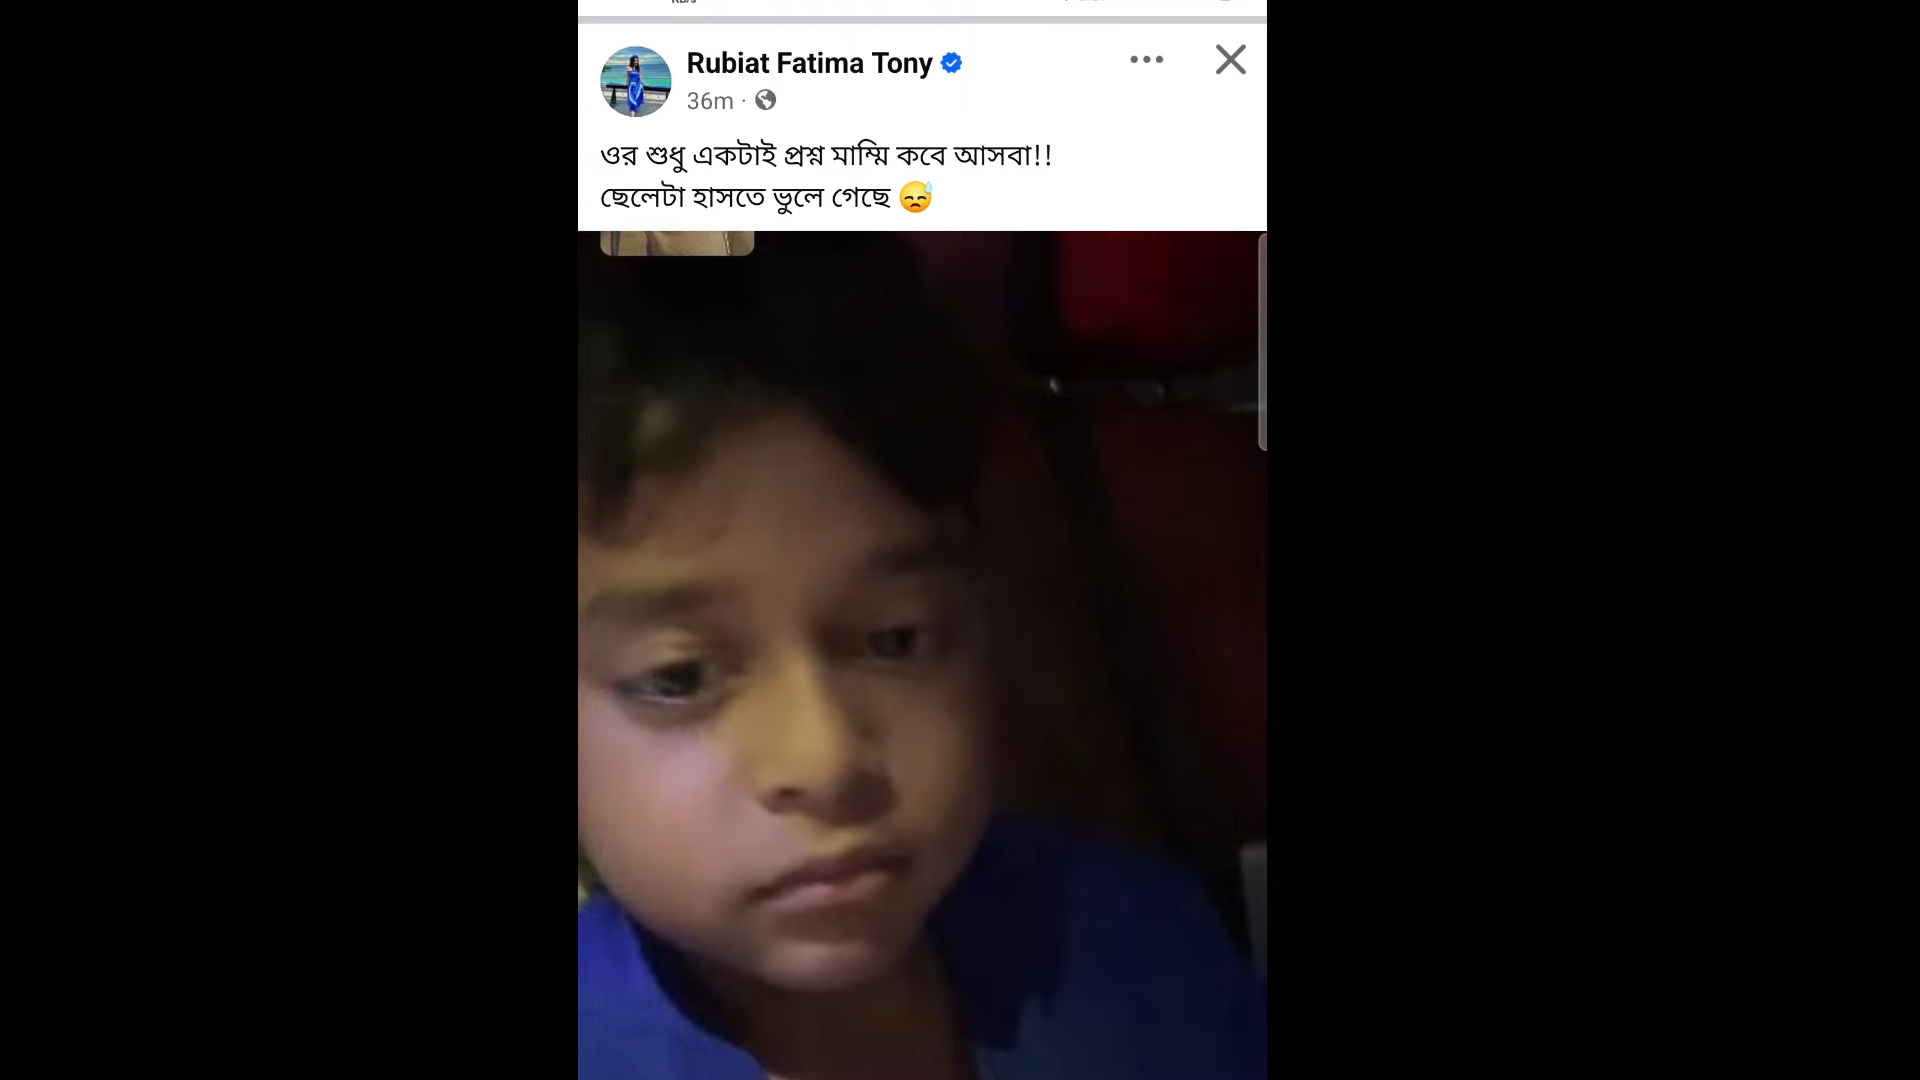 Rubiat Fatima Tony
36m ·
ওর শুধু একটাই প্রশ্ন মাম্মি কবে আসবা!!
ছেলেটা হাসতে ভুলে গেছে 😓